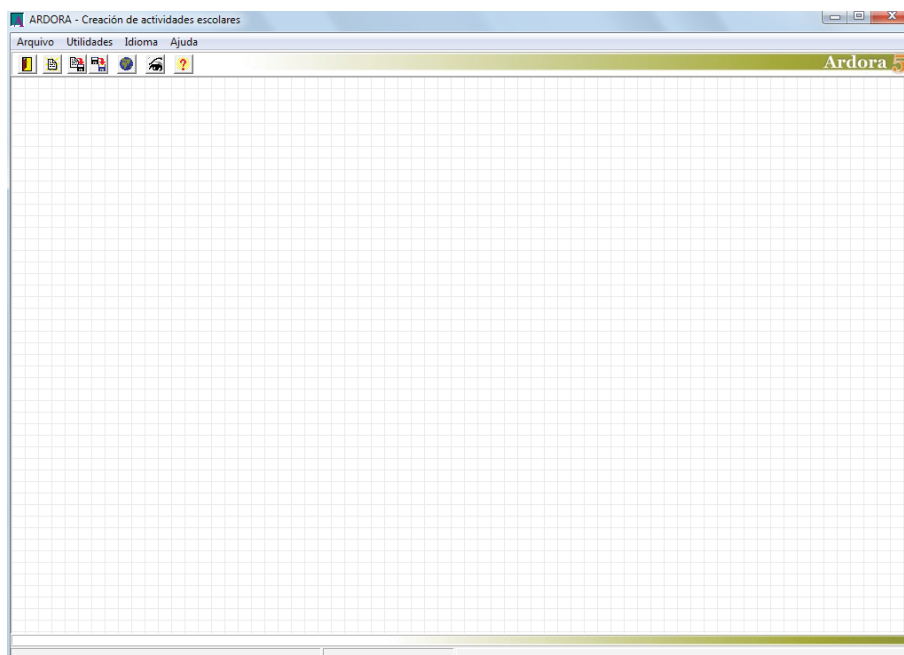 ARDORA - Creación de actividades escolares
Arquivo Utilidades Idioma Ajuda
? Ardora 5